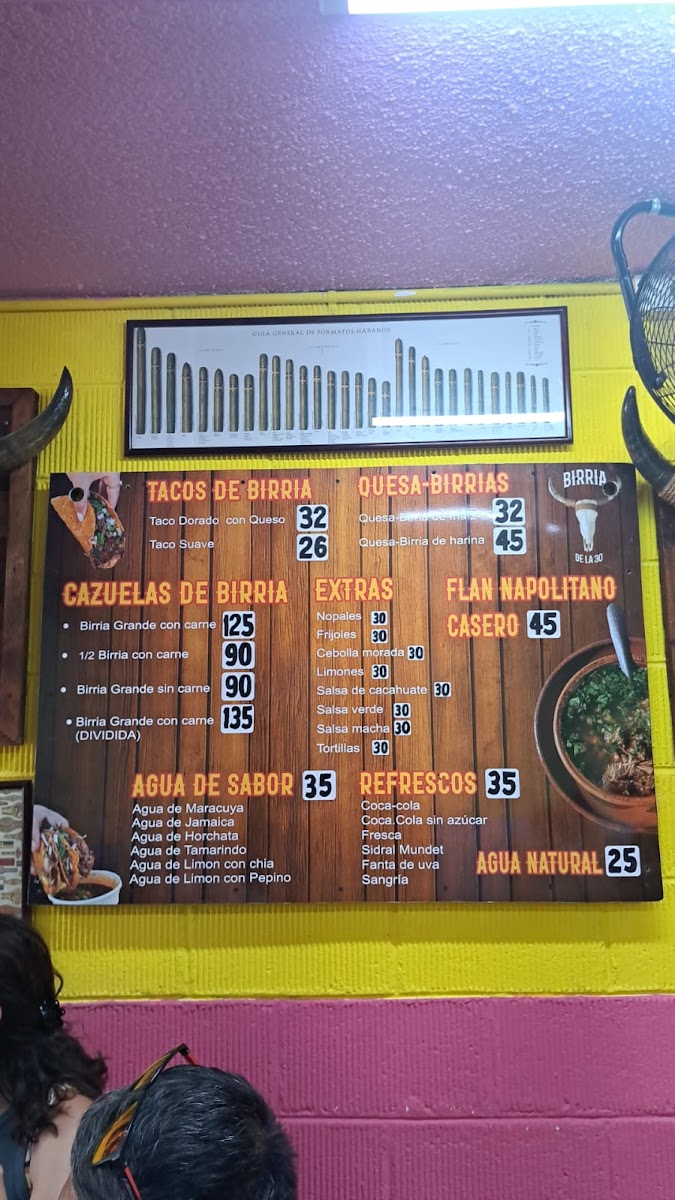 GUIA GENERAL DE FORMATOS HABANOS
TACOS DE BIRRIA
Taco Dorado con Queso 32
Taco Suave 26
QUESA-BIRRIAS
Quesa-Birria de maiz 32
Quesa-Birria de harina 45
BIRRIA
DE LA 30
CAZUELAS DE BIRRIA
• Birria Grande con carne 125
• 1/2 Birria con carne 90
• Birria Grande sin carne 90
• Birria Grande con carne 135
(DIVIDIDA)
EXTRAS
Nopales 30
Frijoles 30
Cebolla morada 30
Limones 30
Salsa de cacahuate 30
Salsa verde 30
Salsa macha 30
Tortillas 30
FLAN NAPOLITANO
CASERO 45
AGUA DE SABOR 35
Agua de Maracuya
Agua de Jamaica
Agua de Horchata
Agua de Tamarindo
Agua de Limon con chia
Agua de Limon con Pepino
REFRESCOS 35
Coca-cola
Coca.Cola sin azúcar
Fresca
Sidral Mundet
Fanta de uva
Sangría
AGUA NATURAL 25